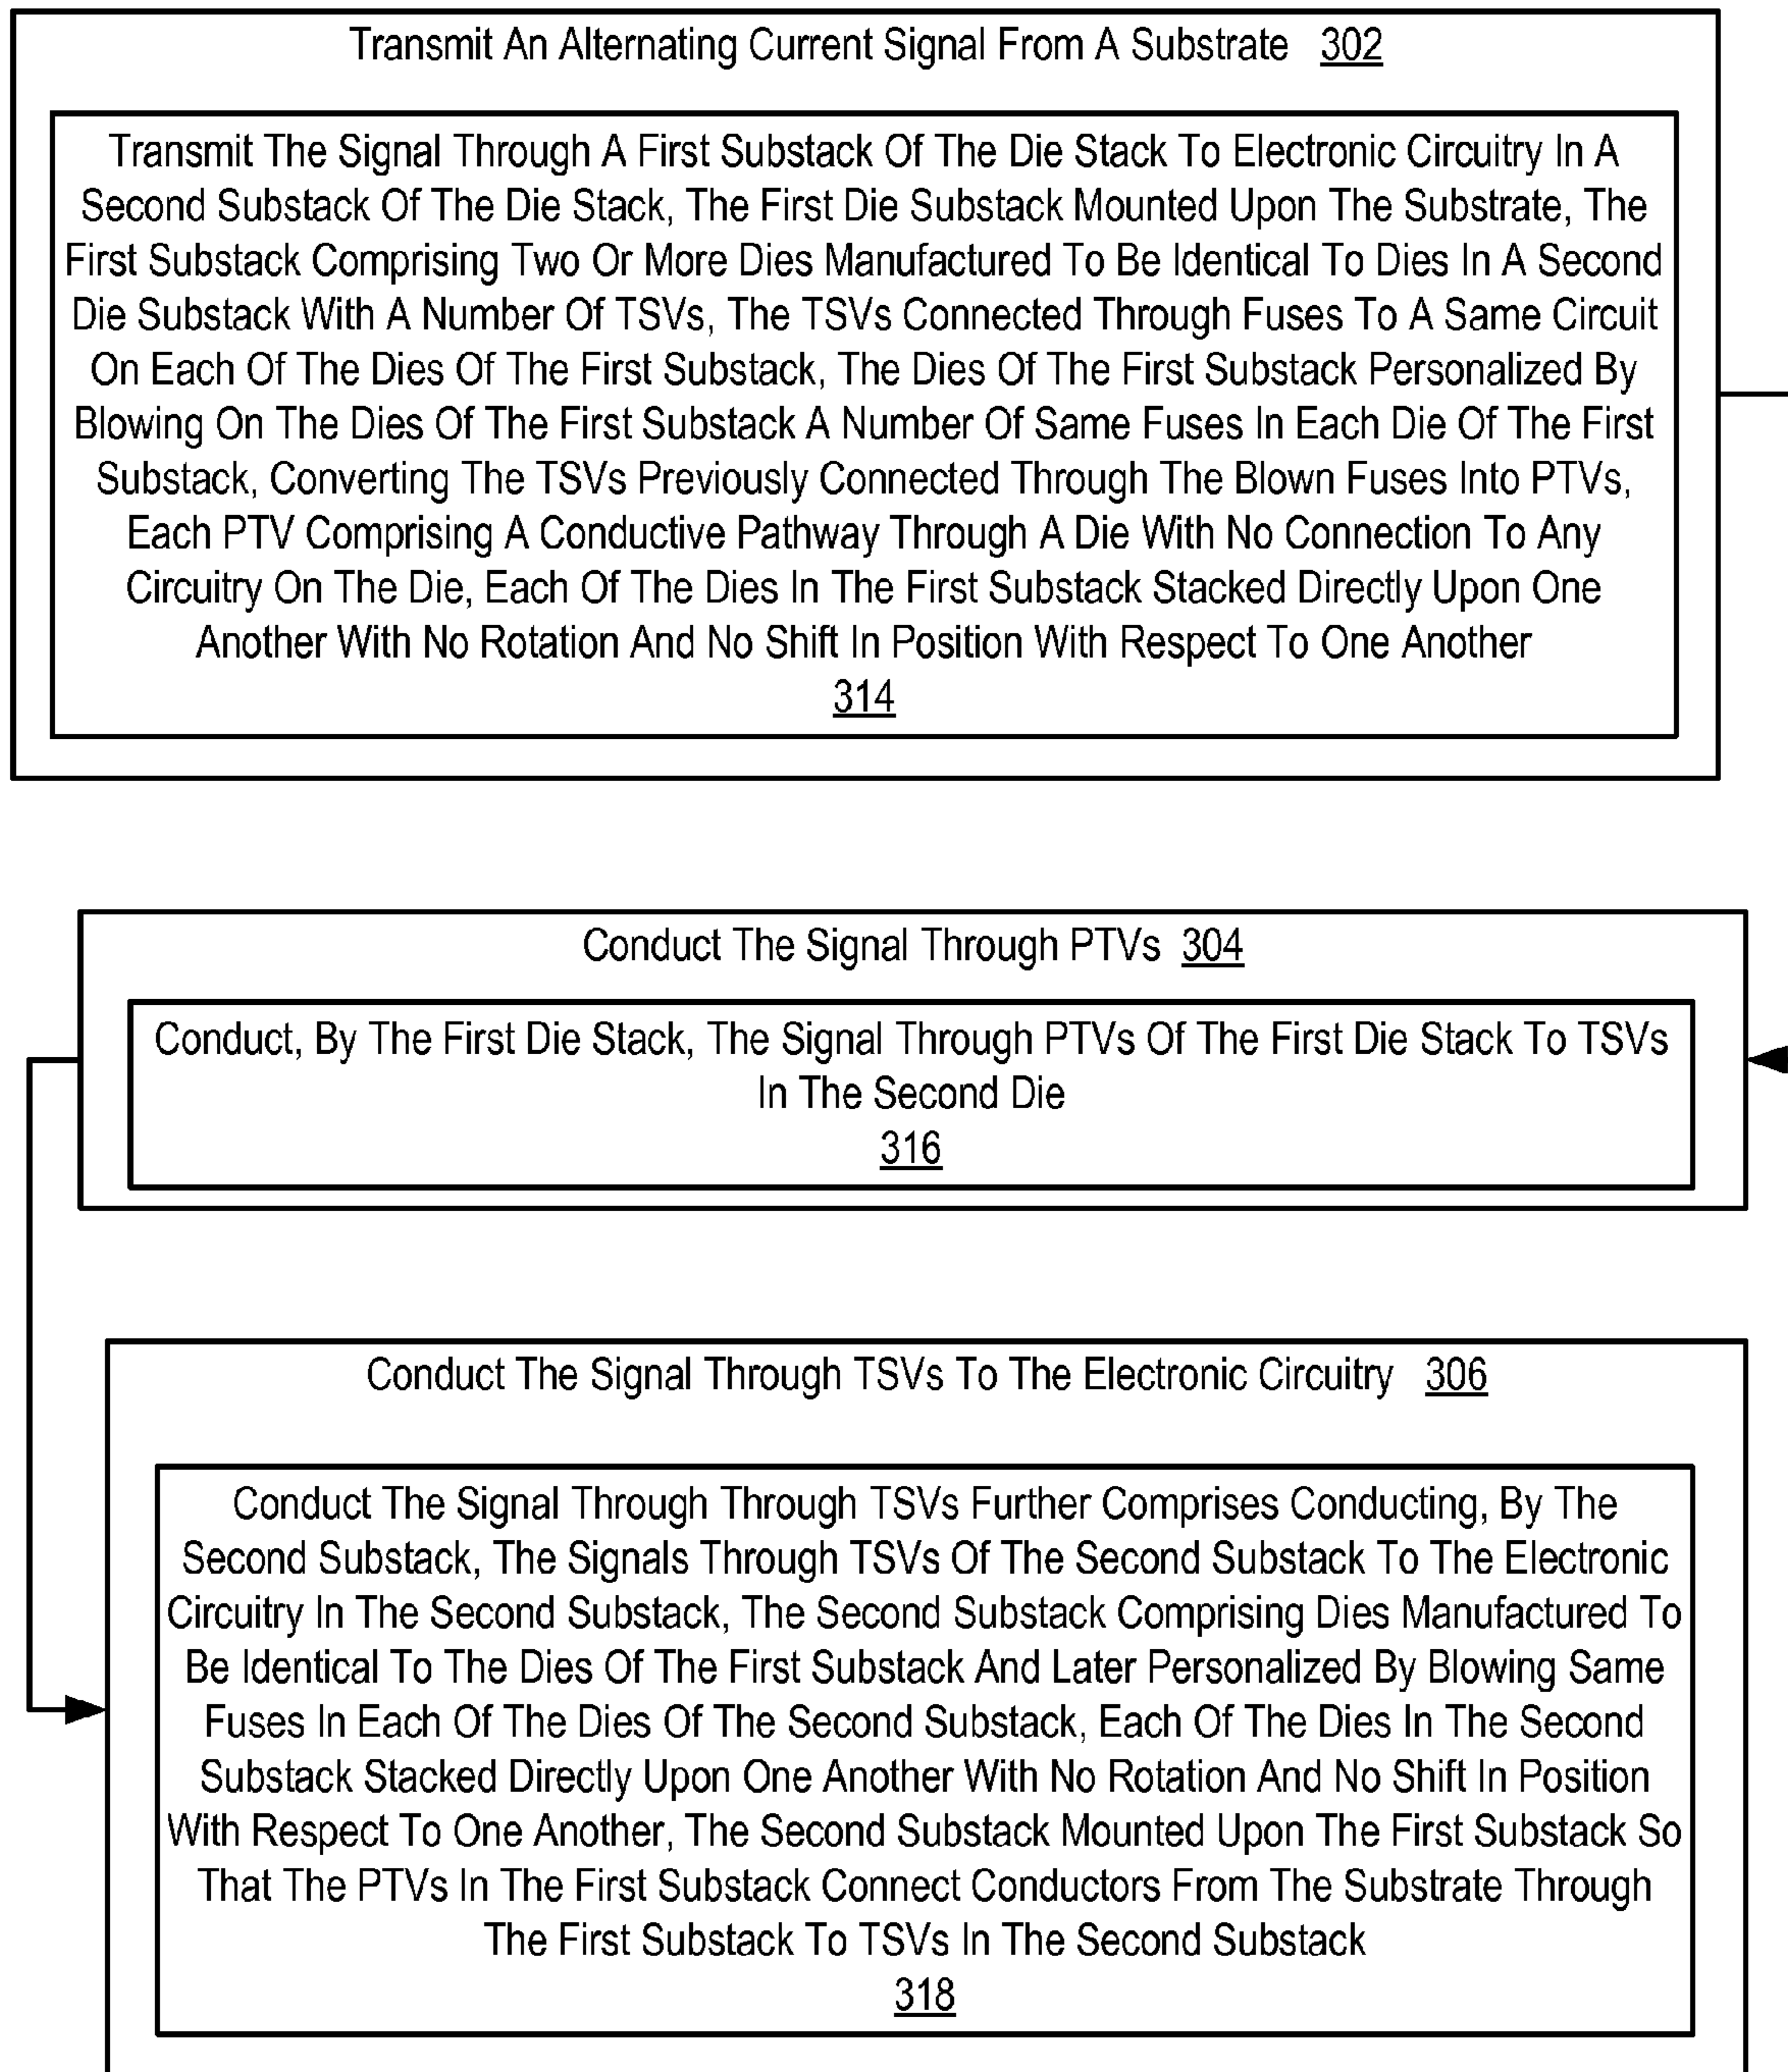 Transmit An Alternating Current Signal From A Substrate 302
Transmit The Signal Through A First Substack Of The Die Stack To Electronic Circuitry In A
Second Substack Of The Die Stack, The First Die Substack Mounted Upon The Substrate, The
First Substack Comprising Two Or More Dies Manufactured To Be Identical To Dies In A Second
Die Substack With A Number Of TSVs, The TSVs Connected Through Fuses To A Same Circuit
On Each Of The Dies Of The First Substack, The Dies Of The First Substack Personalized By
Blowing On The Dies Of The First Substack A Number Of Same Fuses In Each Die Of The First
Substack, Converting The TSVs Previously Connected Through The Blown Fuses Into PTVs,
Each PTV Comprising A Conductive Pathway Through A Die With No Connection To Any
Circuitry On The Die, Each Of The Dies In The First Substack Stacked Directly Upon One
Another With No Rotation And No Shift In Position With Respect To One Another
314
Conduct The Signal Through PTVs 304
Conduct, By The First Die Stack, The Signal Through PTVs Of The First Die Stack To TSVs
In The Second Die
316
Conduct The Signal Through TSVs To The Electronic Circuitry 306
Conduct The Signal Through Through TSVs Further Comprises Conducting, By The
Second Substack, The Signals Through TSVs Of The Second Substack To The Electronic
Circuitry In The Second Substack, The Second Substack Comprising Dies Manufactured To
Be Identical To The Dies Of The First Substack And Later Personalized By Blowing Same
Fuses In Each Of The Dies Of The Second Substack, Each Of The Dies In The Second
Substack Stacked Directly Upon One Another With No Rotation And No Shift In Position
With Respect To One Another, The Second Substack Mounted Upon The First Substack So
That The PTVs In The First Substack Connect Conductors From The Substrate Through
The First Substack To TSVs In The Second Substack
318